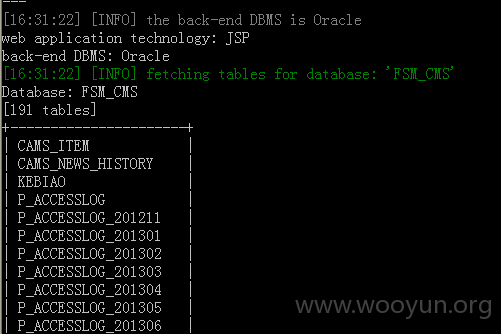 ---
[16:31:22] [INFO] the back-end DBMS is Oracle
web application technology: JSP
back-end DBMS: Oracle
[16:31:22] [INFO] fetching tables for database: 'FSM_CMS'
Database: FSM_CMS
[191 tables]
+----------------------+
| CAMS_ITEM |
| CAMS_NEWS_HISTORY |
| KEBIAO |
| P_ACCESSLOG |
| P_ACCESSLOG_201211 |
| P_ACCESSLOG_201301 |
| P_ACCESSLOG_201302 |
| P_ACCESSLOG_201303 |
| P_ACCESSLOG_201304 |
| P_ACCESSLOG_201305 |
| P_ACCESSLOG_201306 |
www.wooyun.org